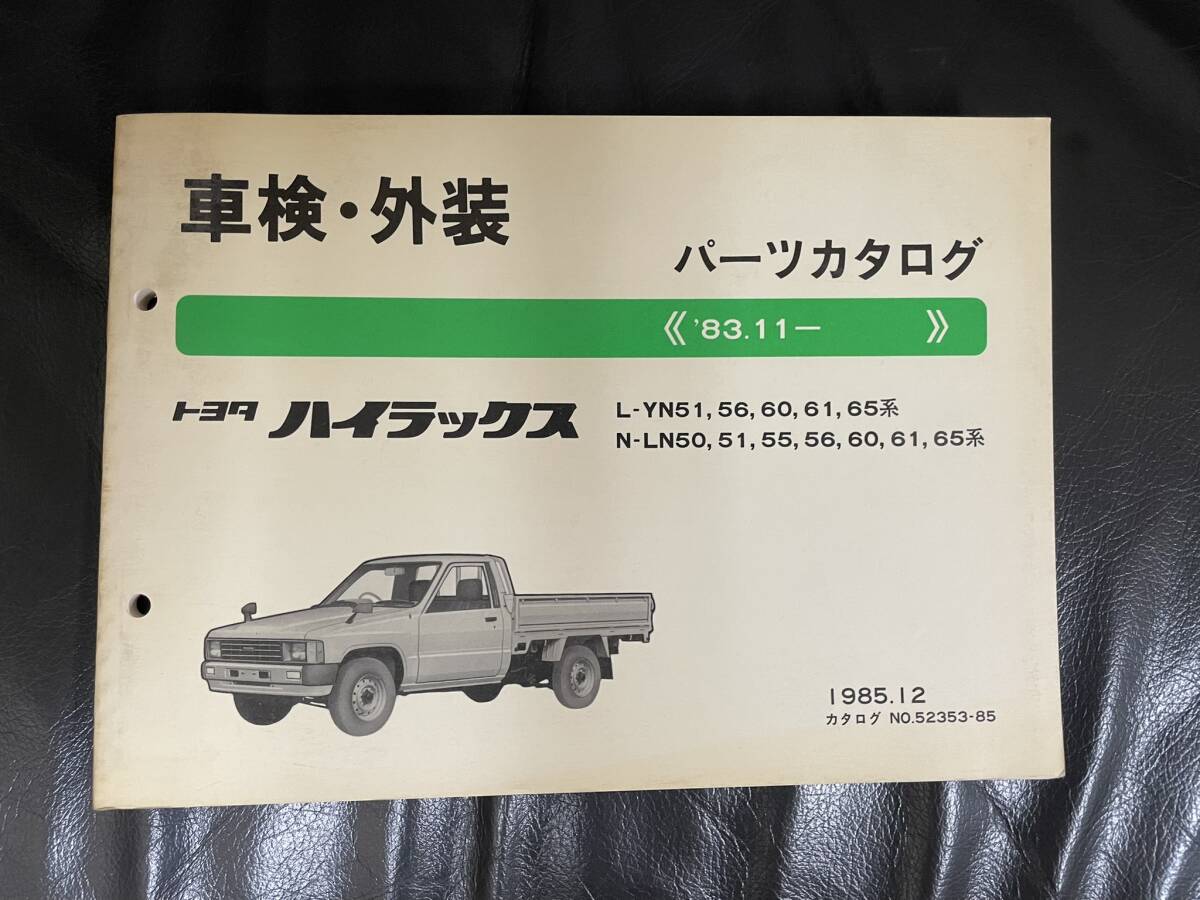 車検・外装
パーツカタログ
《 '83.11ー 》
トヨタ ハイラックス
L-YN51, 56, 60, 61, 65系
N-LN50, 51, 55, 56, 60, 61, 65系
1985.12
カタログ NO.52353-85